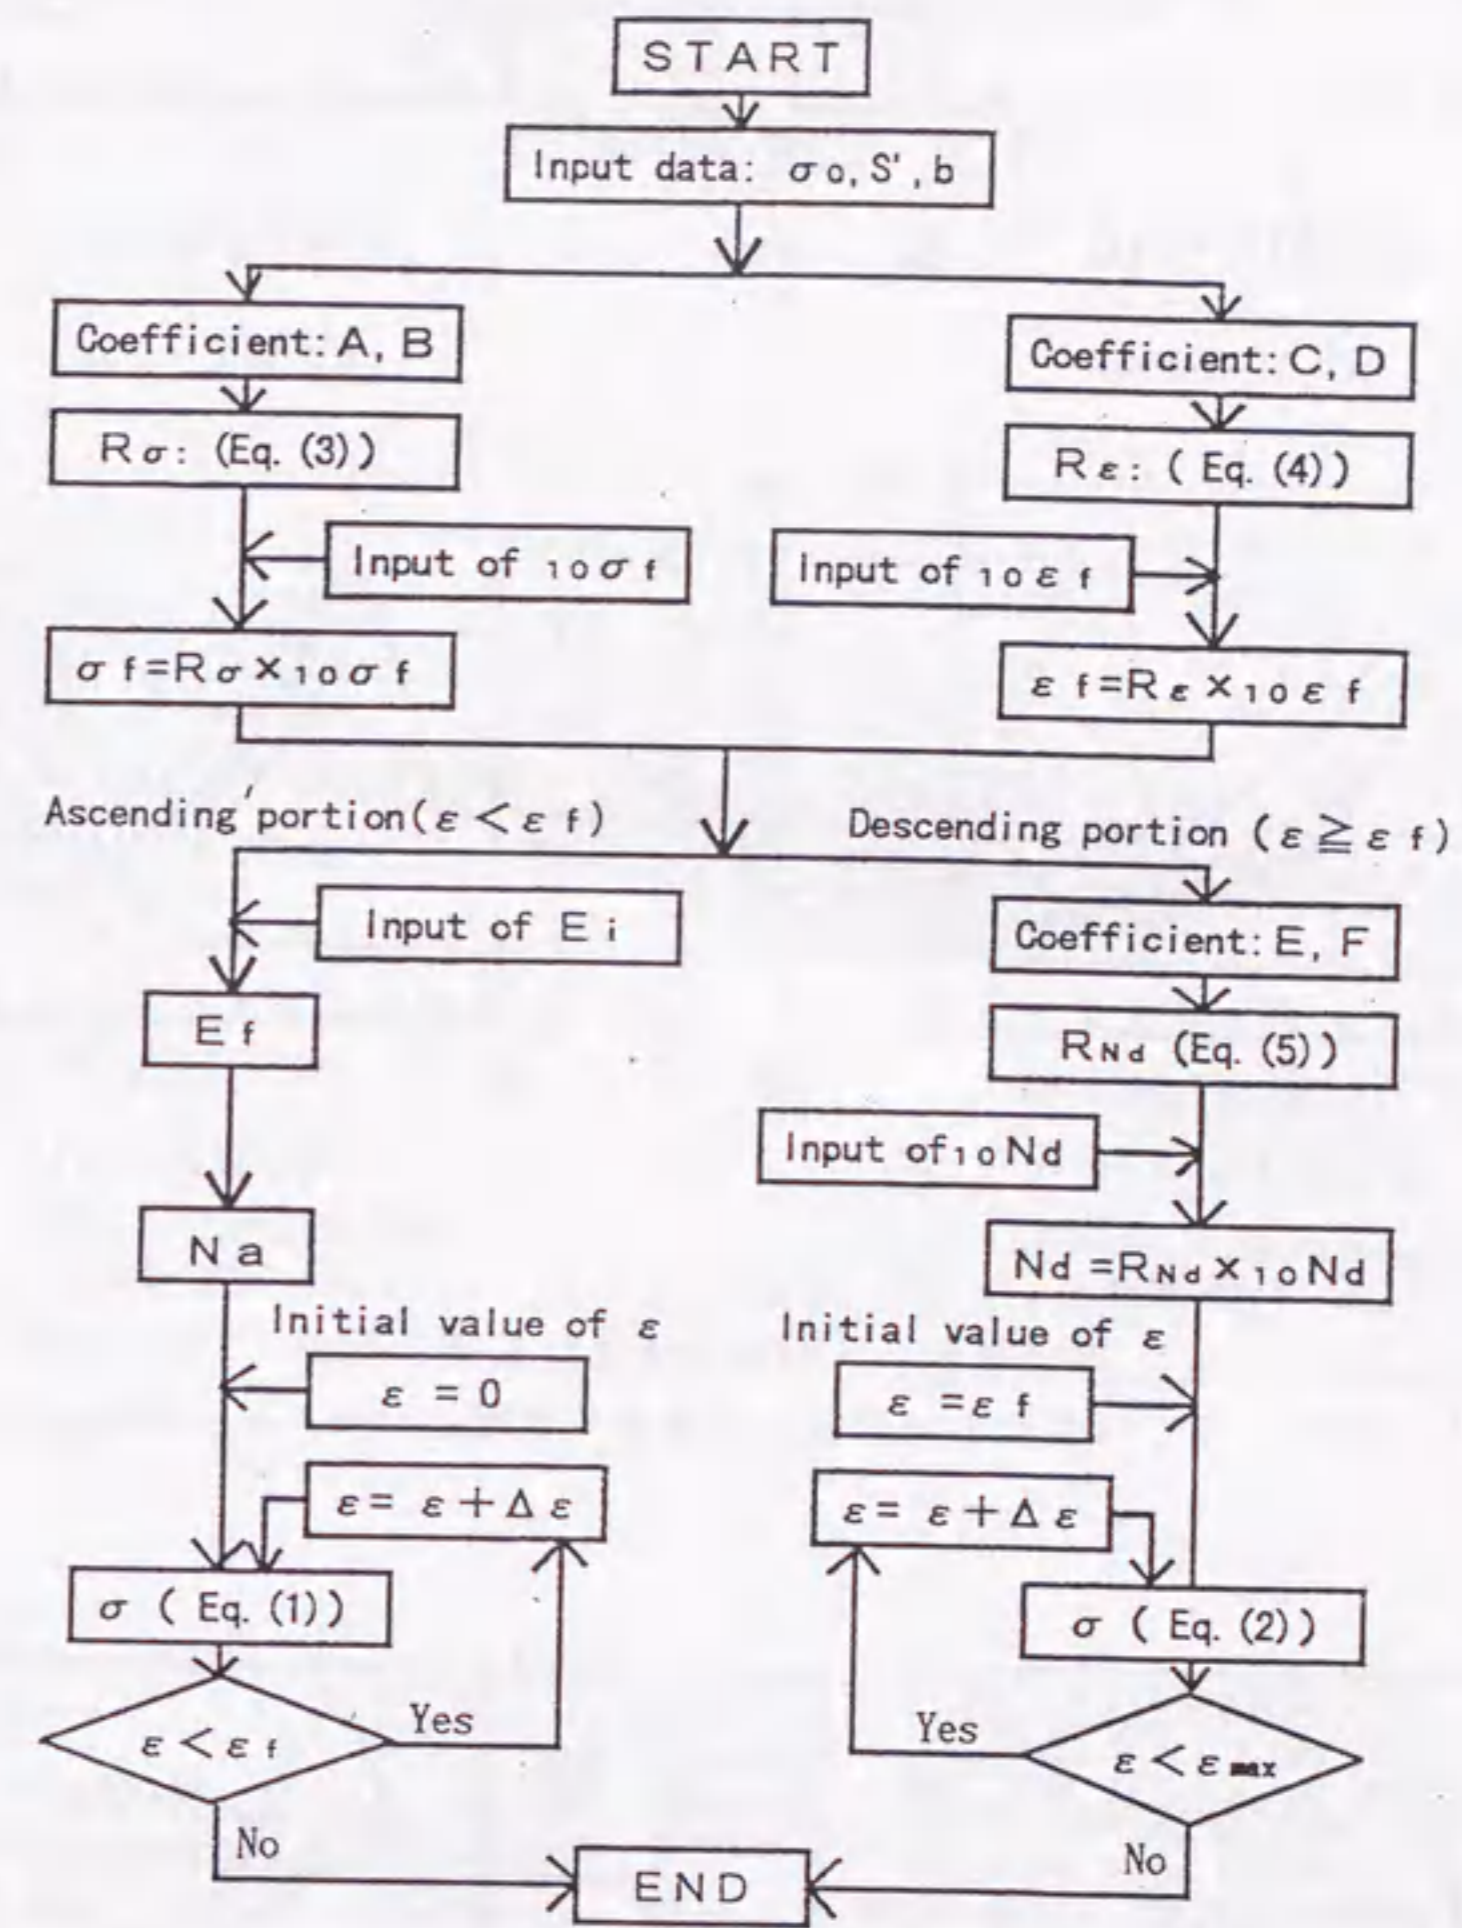 START
Input data: σ₀, S', b
Coefficient: A, B
Coefficient: C, D
Rσ: (Eq. (3))
Rε: ( Eq. (4))
Input of ₁₀σf
Input of ₁₀εf
σf=Rσ×₁₀σf
εf=Rε×₁₀εf
Ascending portion(ε<εf)
Descending portion (ε≧εf)
Input of Ei
Coefficient: E, F
Ef
RNd (Eq. (5))
Input of₁₀Nd
Na
Nd=RNd×₁₀Nd
Initial value of ε
Initial value of ε
ε = 0
ε =εf
ε= ε+Δε
ε= ε+Δε
σ ( Eq. (1))
σ ( Eq. (2))
ε<εf
Yes
Yes
ε<εmax
No
No
END